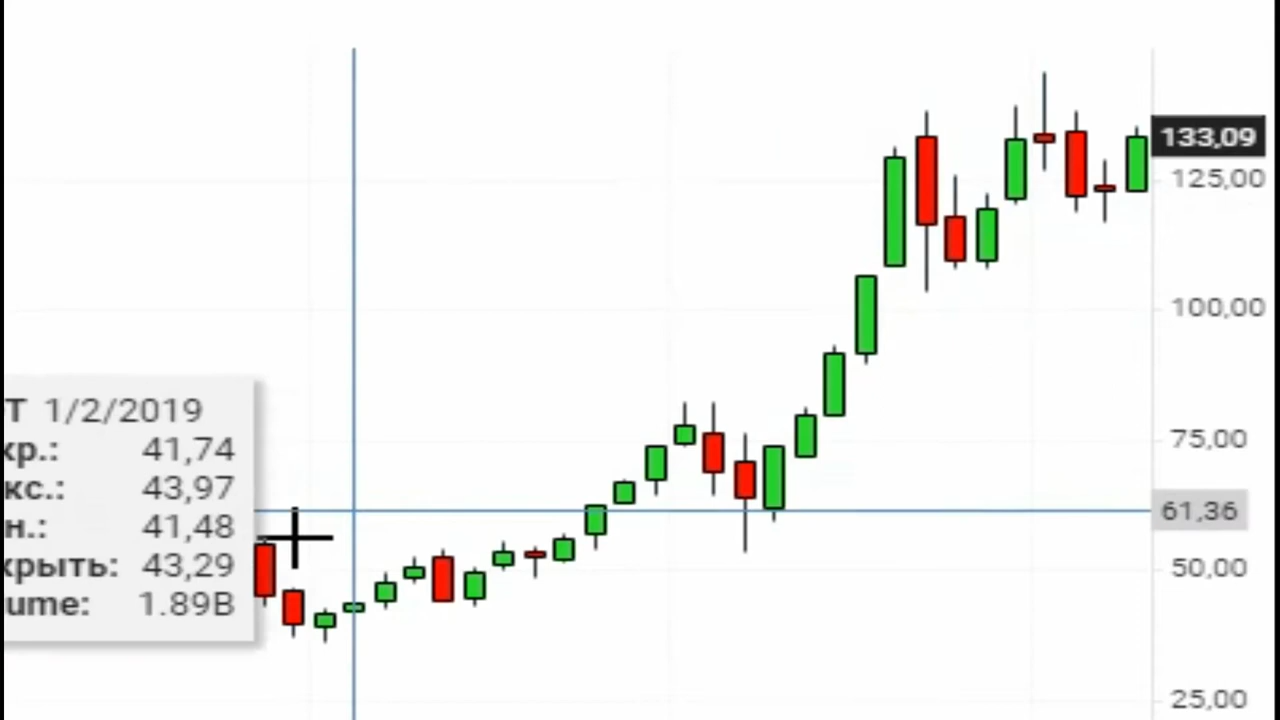 133,09
125,00
100,00
Т 1/2/2019
75,00
кр.: 41,74
кс.: 43,97
61,36
н.: 41,48
крыть: 43,29
50,00
ume: 1.89B
25,00